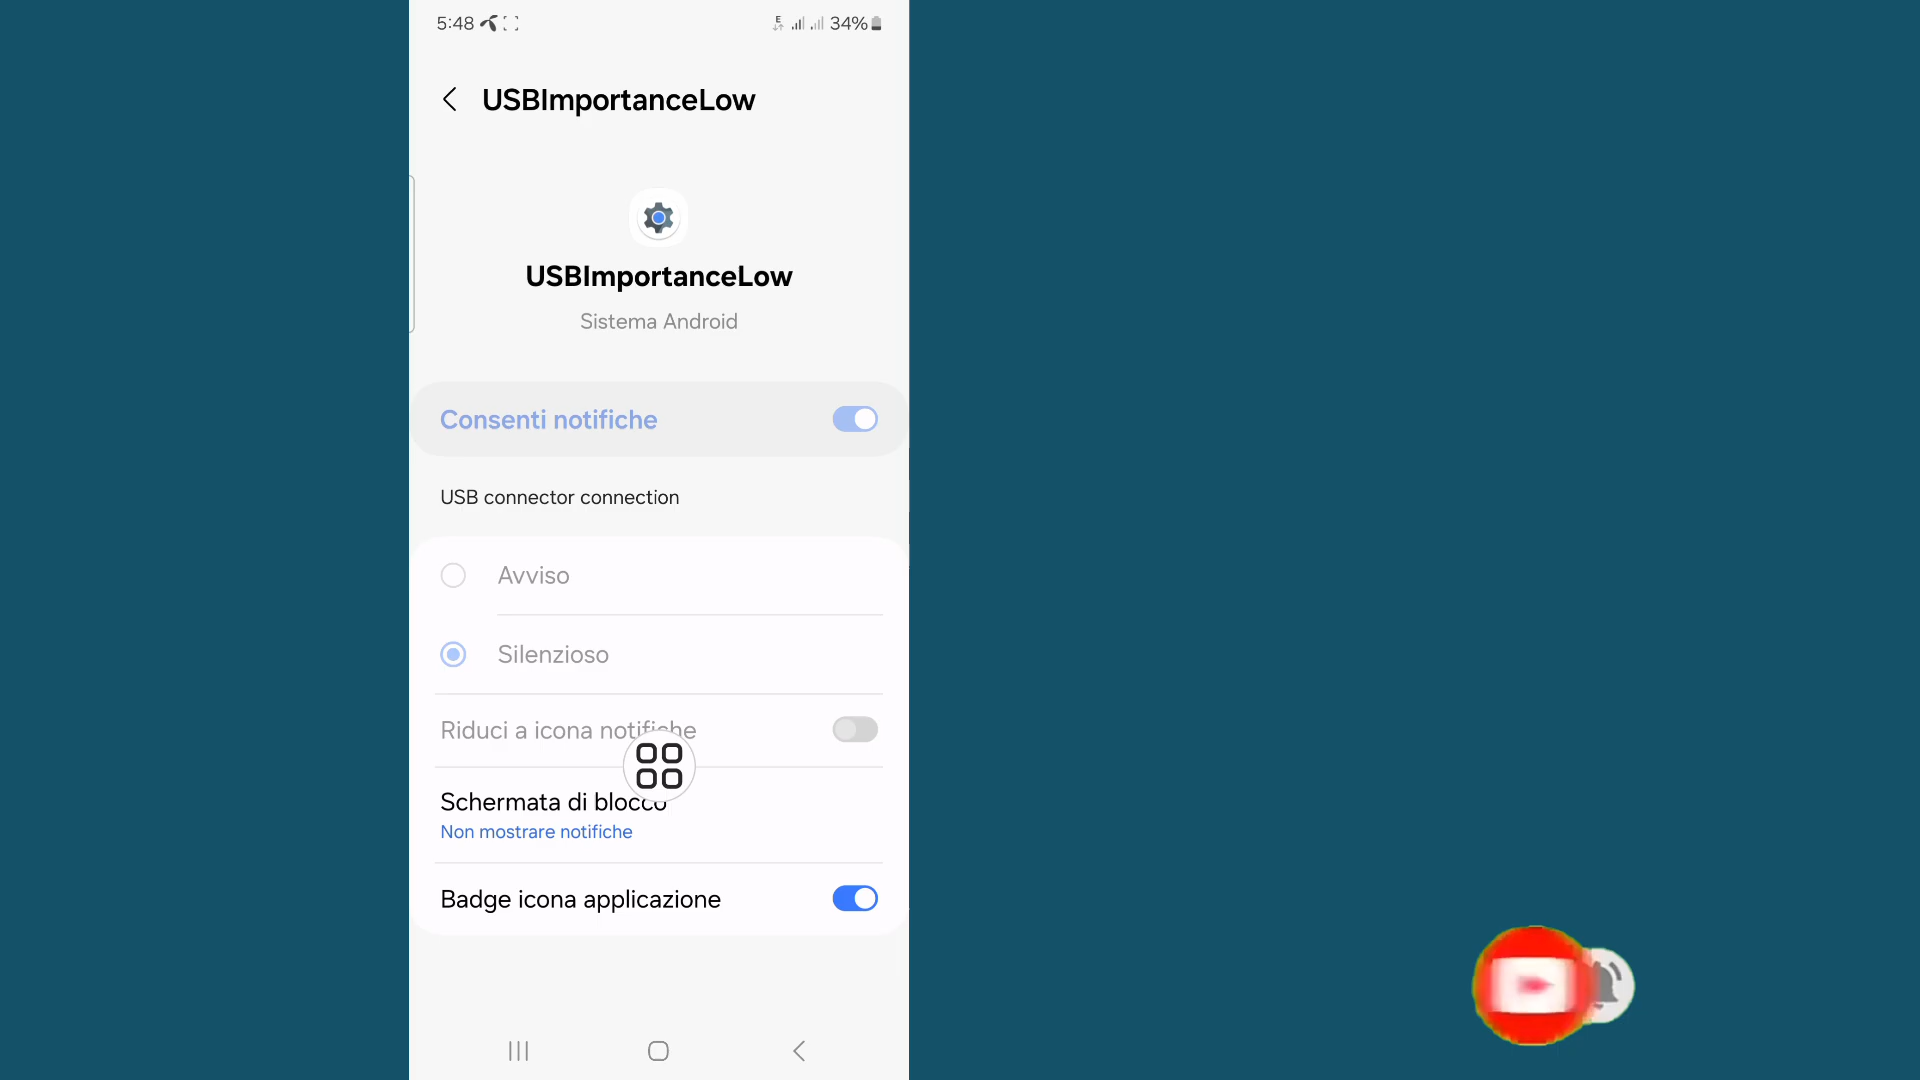 5:48
E 34%
USBImportanceLow
USBImportanceLow
Sistema Android
Consenti notifiche
USB connector connection
Avviso
Silenzioso
Riduci a icona notifiche
Schermata di blocco
Non mostrare notifiche
Badge icona applicazione